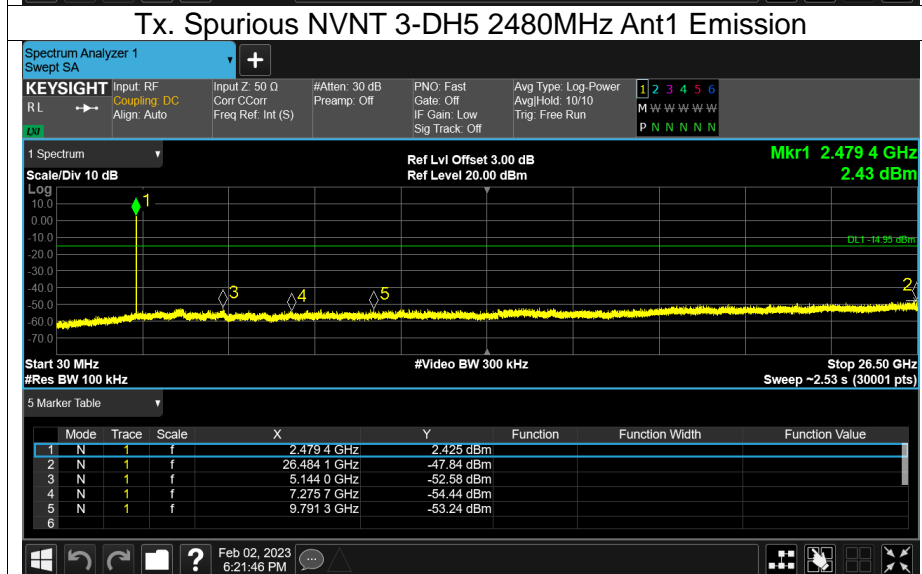 Tx. Spurious NVNT 3-DH5 2480MHz Ant1 Emission
Spectrum Analyzer 1
Swept SA
+
KEYSIGHT Input: RF Input Z: 50 Ω #Atten: 30 dB PNO: Fast Avg Type: Log-Power 1 2 3 4 5 6
R L Coupling: DC Corr CCorr Preamp: Off Gate: Off Avg|Hold: 10/10 M W W W W W
Align: Auto Freq Ref: Int (S) IF Gain: Low Trig: Free Run
LXI Sig Track: Off P N N N N N
1 Spectrum Ref Lvl Offset 3.00 dB Mkr1 2.479 4 GHz
Scale/Div 10 dB Ref Level 20.00 dBm 2.43 dBm
Log
10.0 1
0.00
-10.0 DL1 -14.95 dBm
-20.0
-30.0
-40.0 3 4 5 2
-50.0
-60.0
-70.0
Start 30 MHz #Video BW 300 kHz Stop 26.50 GHz
#Res BW 100 kHz Sweep ~2.53 s (30001 pts)
5 Marker Table
Mode Trace Scale X Y Function Function Width Function Value
1 N 1 f 2.479 4 GHz 2.425 dBm
2 N 1 f 26.484 1 GHz -47.84 dBm
3 N 1 f 5.144 0 GHz -52.58 dBm
4 N 1 f 7.275 7 GHz -54.44 dBm
5 N 1 f 9.791 3 GHz -53.24 dBm
6
? Feb 02, 2023
6:21:46 PM